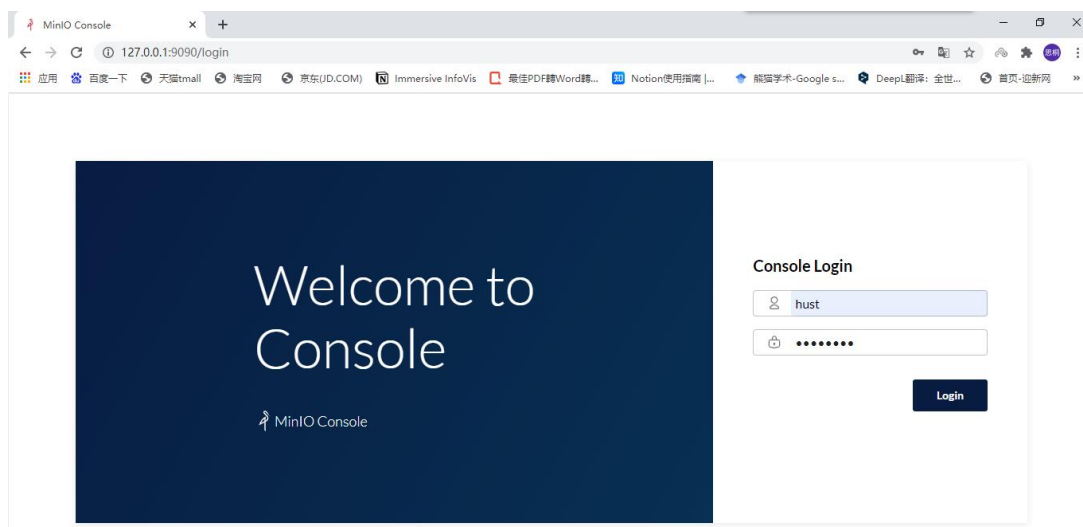 MinIO Console
127.0.0.1:9090/login
思桐
应用 百度一下 天猫tmall 淘宝网 京东(JD.COM) Immersive InfoVis 最佳PDF轉Word轉... Notion使用指南 |... 熊猫学术-Google s... DeepL翻译：全世... 首页-迎新网 »
Welcome to
Console
MinIO Console
Console Login
hust
••••••••
Login